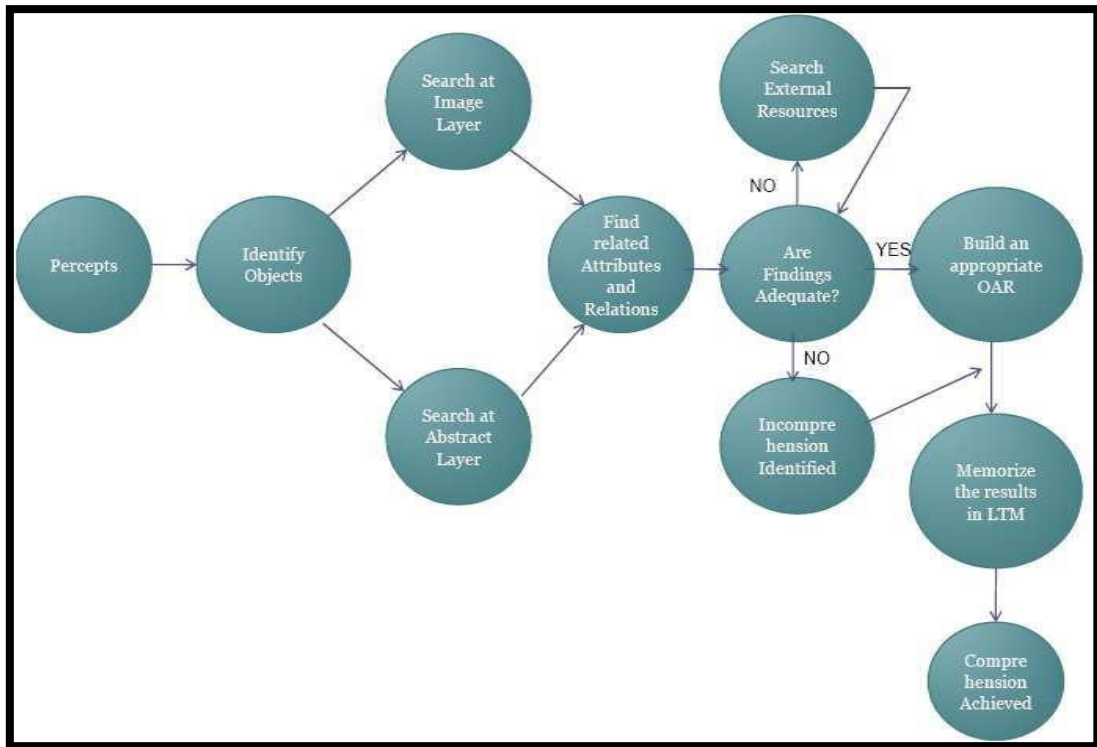 Percepts
Identify
Objects
Search at
Image
Layer
Search at
Abstract
Layer
Find
related
Attributes
and
Relations
Are
Findings
Adequate?
NO
Search
External
Resources
NO
Incompre
hension
Identified
YES
Build an
appropriate
OAR
Memorize
the results
in LTM
Compre
hension
Achieved